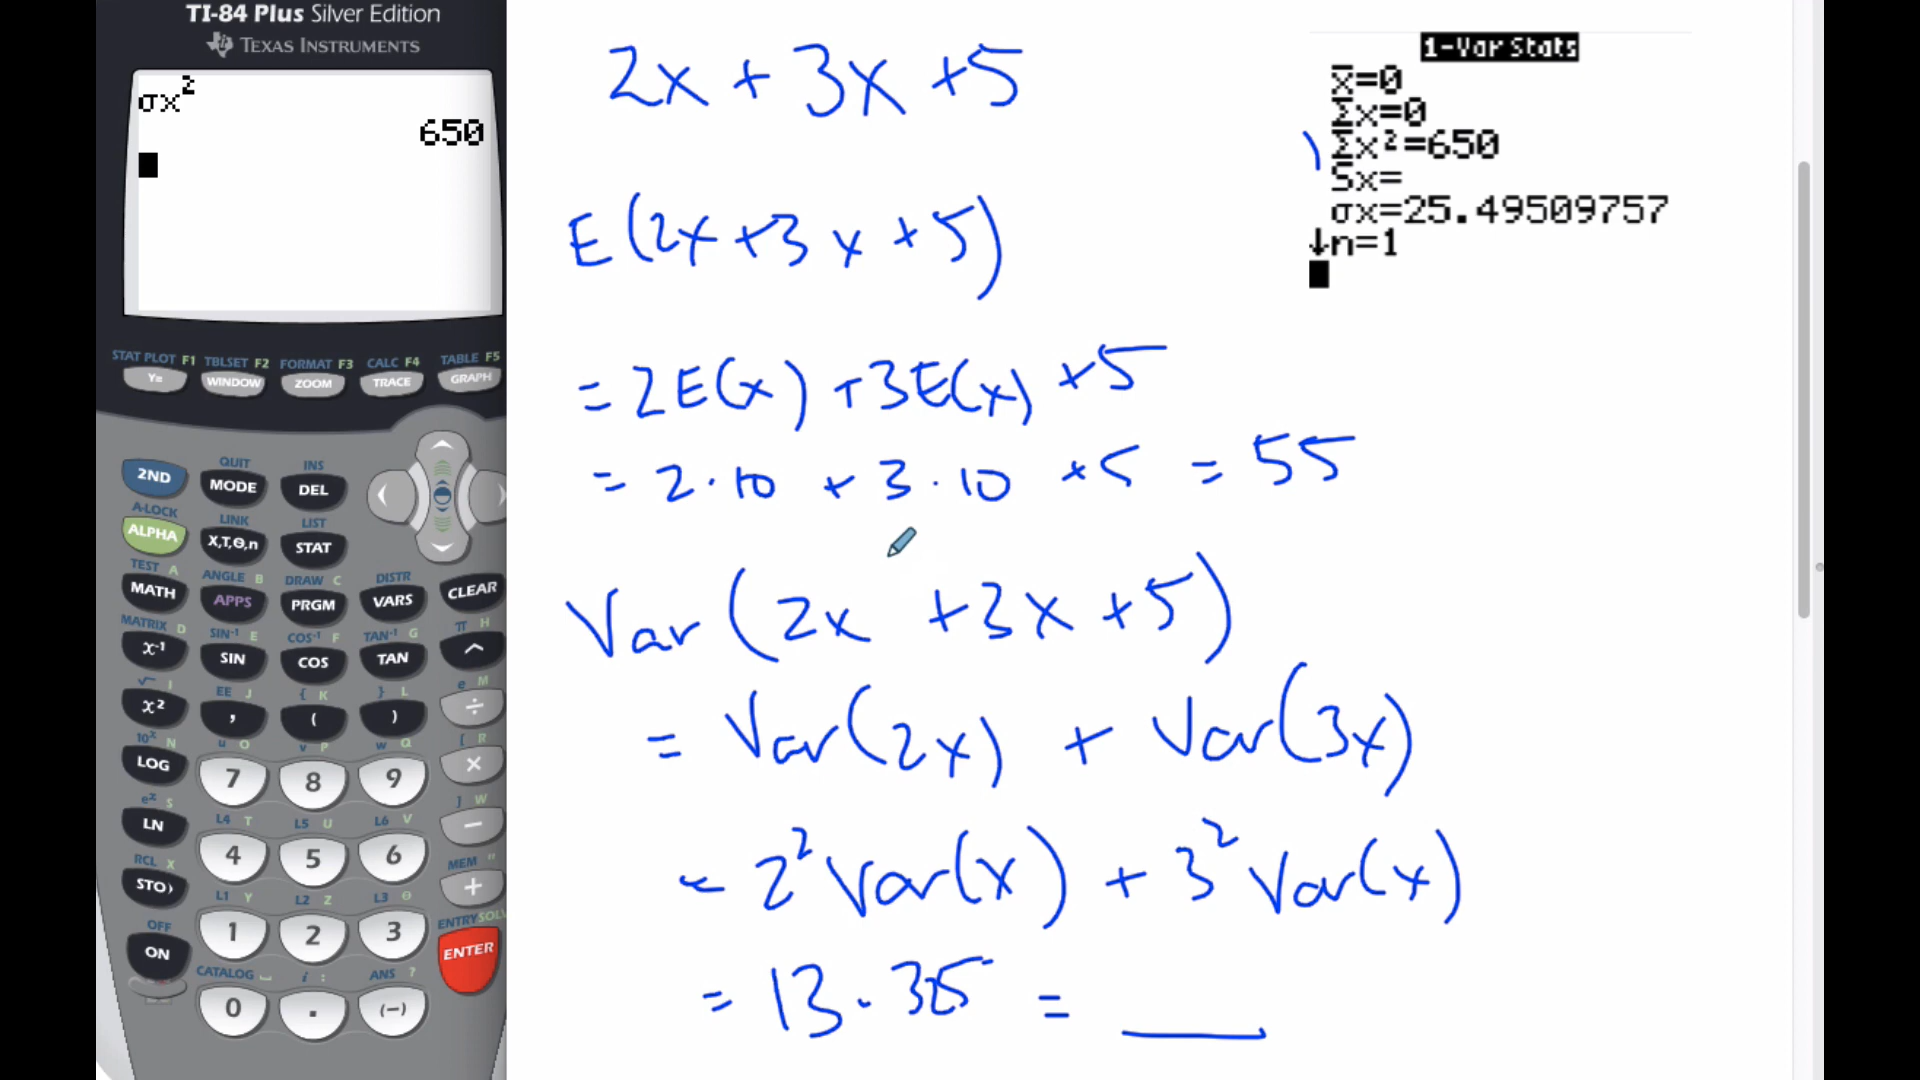 TI-84 Plus Silver Edition
TEXAS INSTRUMENTS
σx²
650
STAT PLOT F1 TBLSET F2 FORMAT F3 CALC F4 TABLE F5
Y= WINDOW ZOOM TRACE GRAPH
QUIT INS
2ND MODE DEL
A-LOCK LINK LIST
ALPHA X,T,Θ,n STAT
TEST A ANGLE B DRAW C DISTR
MATH APPS PRGM VARS CLEAR
MATRIX D SIN⁻¹ E COS⁻¹ F TAN⁻¹ G π H
x⁻¹ SIN COS TAN ^
√ I EE J { K } L e M
x² , ( ) ÷
10ˣ N u O v P w Q [ R
LOG 7 8 9 ×
eˣ S L4 T L5 U L6 V ] W
LN 4 5 6 −
RCL X L1 Y L2 Z L3 θ MEM "
STO› 1 2 3 +
OFF CATALOG ⎵ i : ANS ? ENTRY SOLV
ON 0 . (−) ENTER
2x + 3x + 5
E(2x + 3x + 5)
= 2E(x) + 3E(x) + 5
= 2·10 + 3·10 + 5 = 55
Var(2x + 3x + 5)
= Var(2x) + Var(3x)
= 2² Var(x) + 3² Var(x)
= 13 ·
=
1-Var Stats
x̄=0
Σx=0
Σx²=650
Sx=
σx=25.49509757
↓n=1